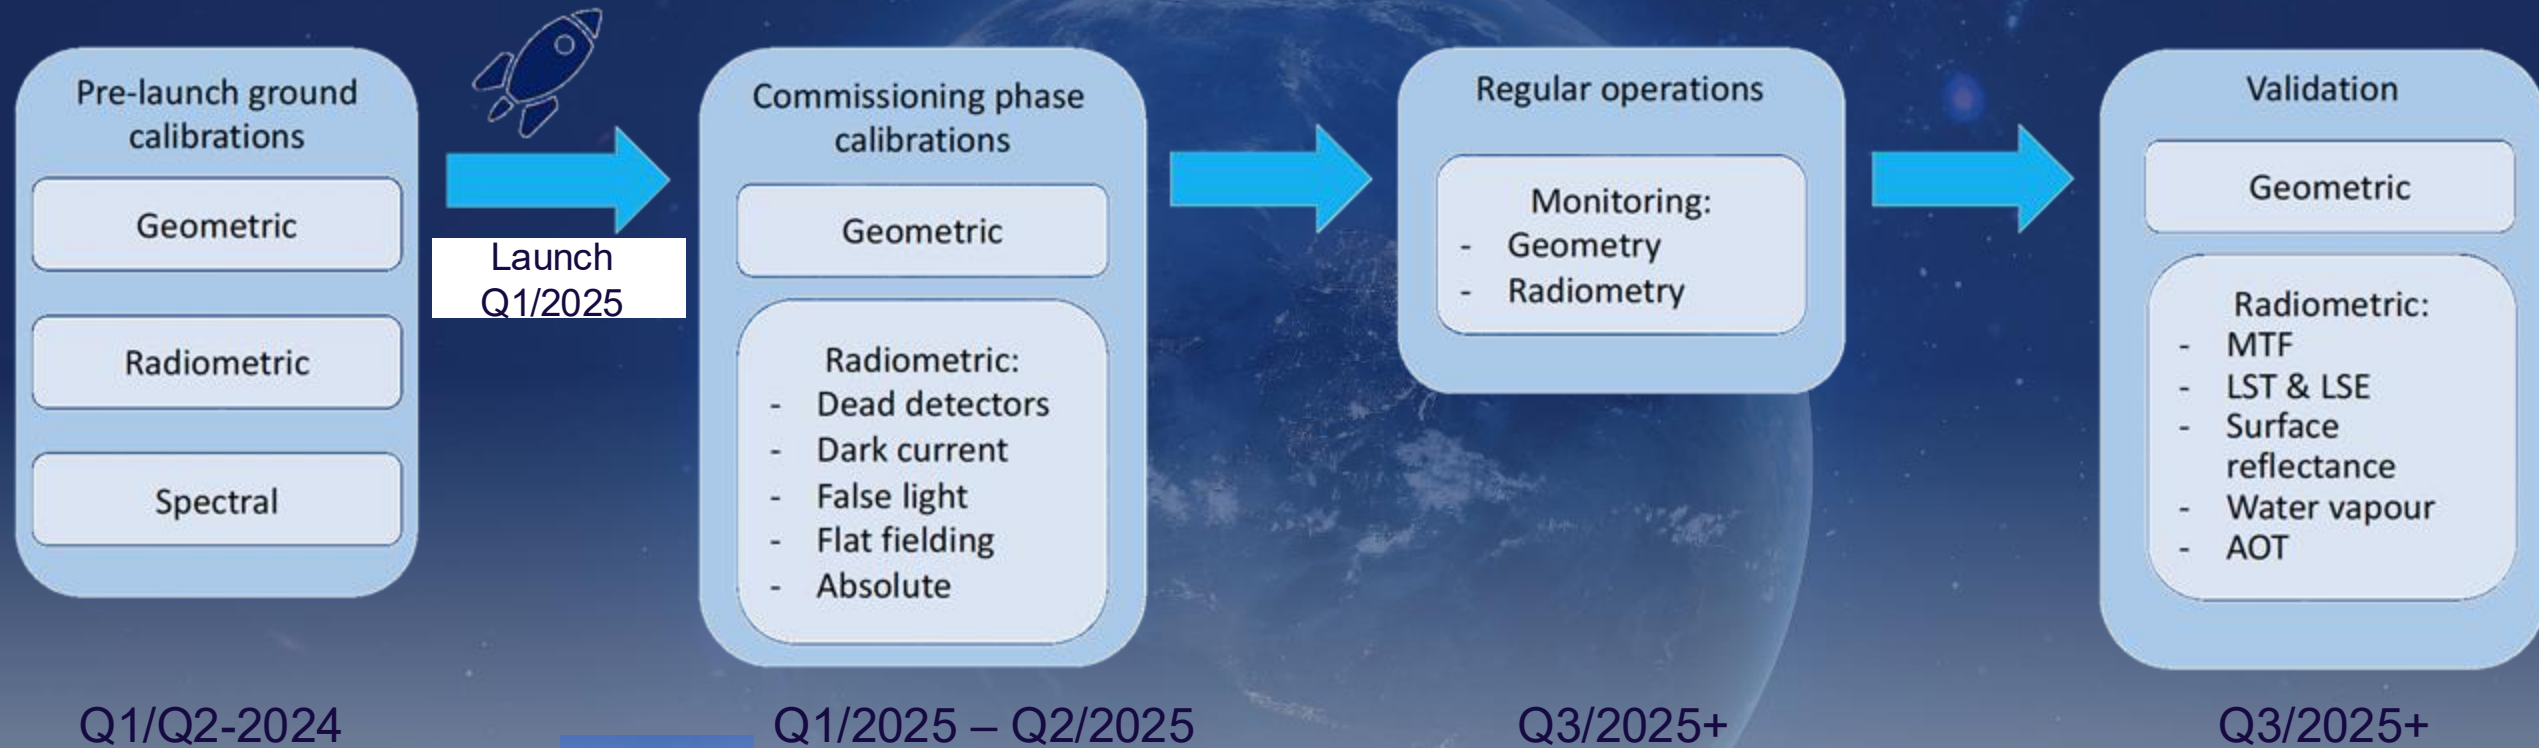 Pre-launch ground
calibrations
Geometric
Radiometric
Spectral
Q1/Q2-2024
Launch
Q1/2025
Commissioning phase
calibrations
Geometric
Radiometric:
- Dead detectors
- Dark current
- False light
- Flat fielding
- Absolute
Q1/2025 – Q2/2025
Regular operations
Monitoring:
- Geometry
- Radiometry
Q3/2025+
Validation
Geometric
Radiometric:
- MTF
- LST & LSE
- Surface
reflectance
- Water vapour
- AOT
Q3/2025+